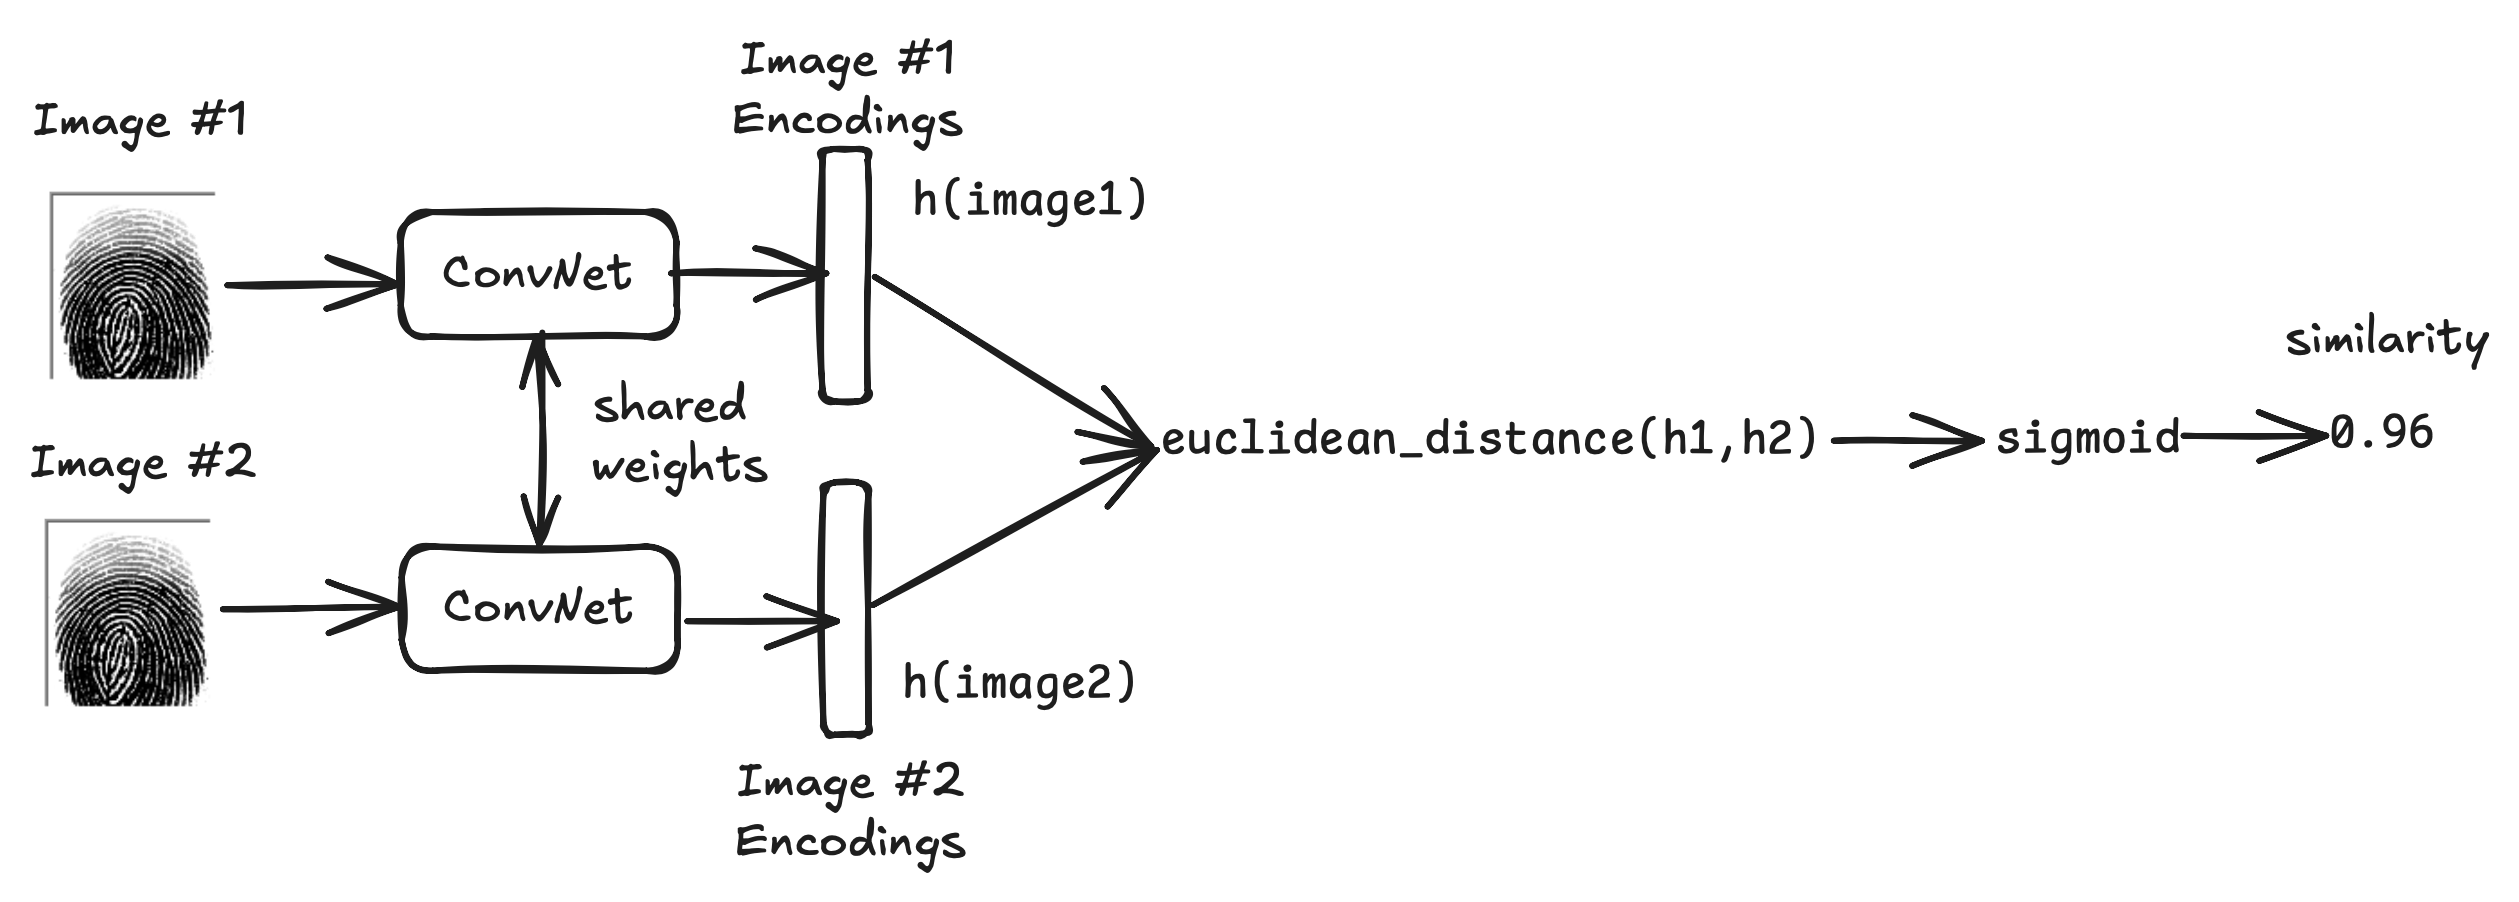 Image #1
Image #1
Encodings
h(image1)
ConvNet
shared
weights
Image #2
ConvNet
h(image2)
Image #2
Encodings
euclidean_distance(h1,h2)
sigmoid
similarity
0.96